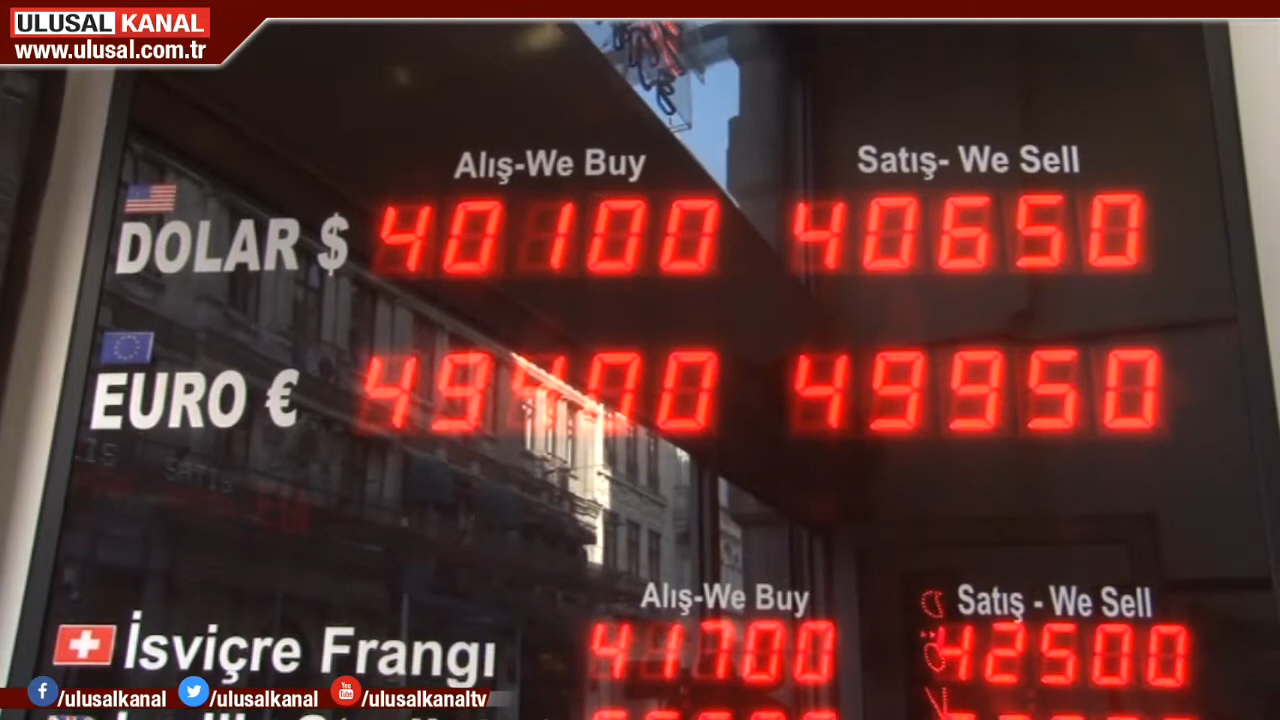 ULUSAL KANAL
www.ulusal.com.tr
Alış-We Buy Satış- We Sell
DOLAR $ 40100 40650
EURO € 49400 49950
Alış-We Buy Satış - We Sell
İsviçre Frangı 41700 42500
/ulusalkanal /ulusalkanal /ulusalkanaltv